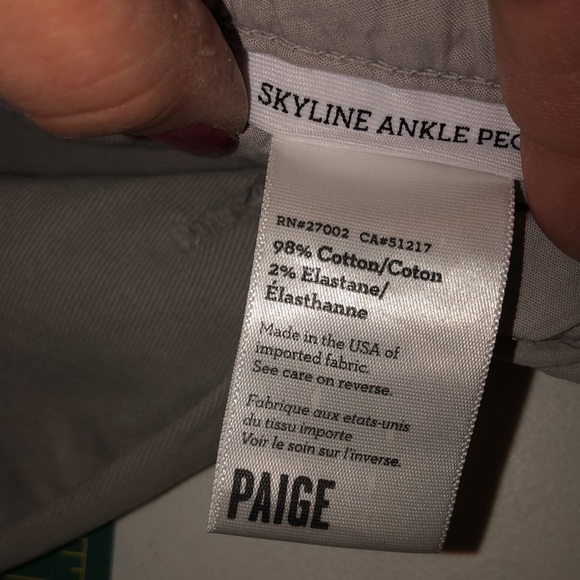 SKYLINE ANKLE PEG
RN#27002 CA#51217
98% Cotton/Coton
2% Elastane/
Élasthanne
Made in the USA of
imported fabric.
See care on reverse.
Fabrique aux etats-unis
du tissu importe
Voir le soin sur l'inverse.
PAIGE